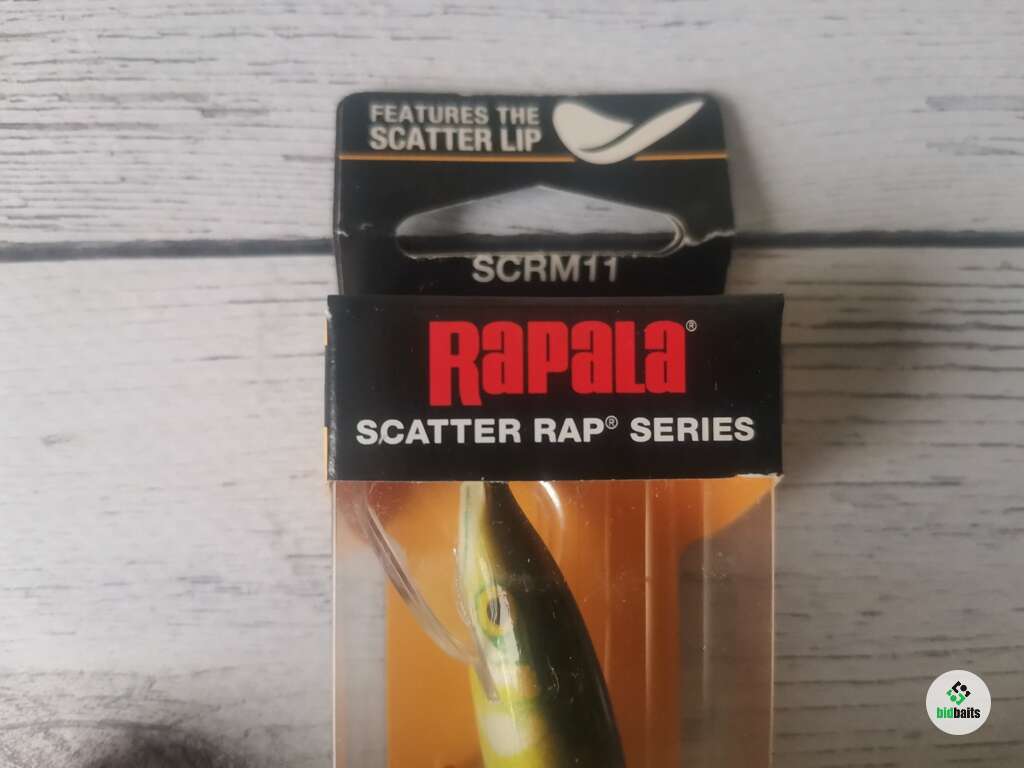 FEATURES THE
SCATTER LIP
SCRM11
Rapala®
SCATTER RAP® SERIES
bidbaits